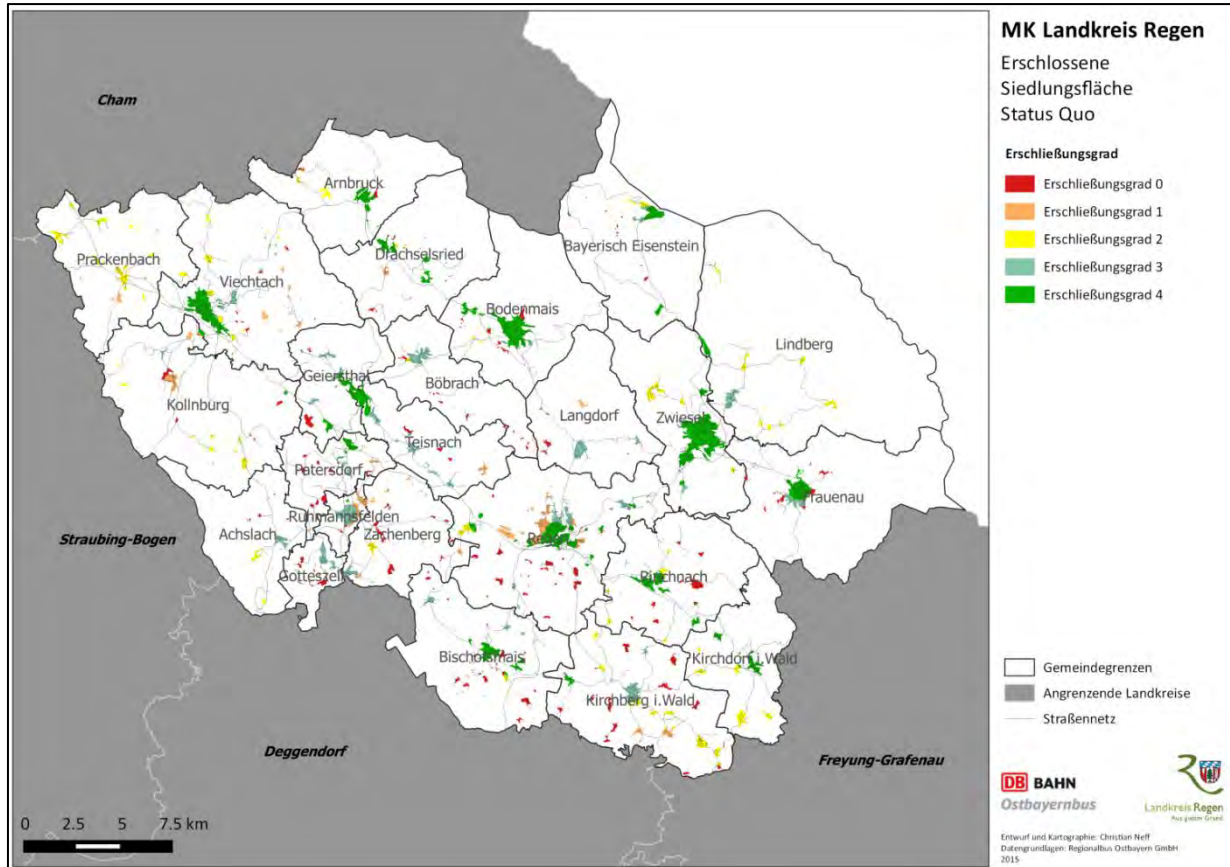 MK Landkreis Regen
Erschlossene
Siedlungsfläche
Status Quo
Erschließungsgrad
Erschließungsgrad 0
Erschließungsgrad 1
Erschließungsgrad 2
Erschließungsgrad 3
Erschließungsgrad 4
Cham
Arnbruck
Drachselsried
Bayerisch Eisenstein
Prackenbach
Viechtach
Bodenmais
Lindberg
Geiersthal
Böbrach
Kollnburg
Langdorf
Zwiesel
Teisnach
Patersdorf
Frauenau
Ruhmannsfelden
Achslach
Zachenberg
Regen
Straubing-Bogen
Gotteszell
Rinchnach
Bischofsmais
Kirchdorf i.Wald
Kirchberg i.Wald
Deggendorf
Freyung-Grafenau
0 2.5 5 7.5 km
Gemeindegrenzen
Angrenzende Landkreise
Straßennetz
DB BAHN
Ostbayernbus
Landkreis Regen
Aus gutem Grund
Entwurf und Kartographie: Christian Neff
Datengrundlagen: Regionalbus Ostbayern GmbH
2015